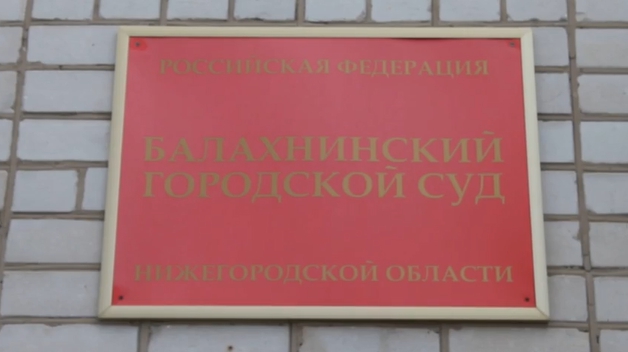 РОССИЙСКАЯ ФЕДЕРАЦИЯ
БАЛАХНИНСКИЙ
ГОРОДСКОЙ СУД
НИЖЕГОРОДСКОЙ ОБЛАСТИ